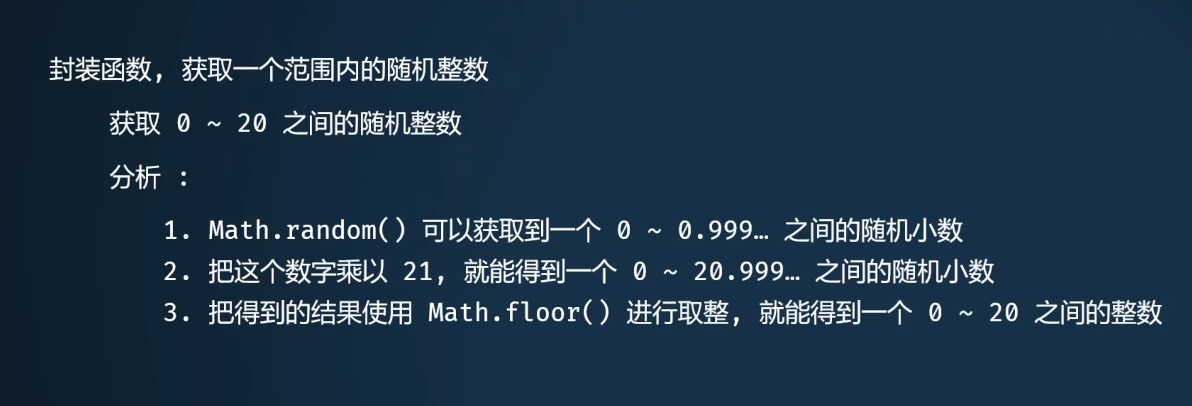 封装函数, 获取一个范围内的随机整数
获取 0 ~ 20 之间的随机整数
分析 :
1. Math.random() 可以获取到一个 0 ~ 0.999… 之间的随机小数
2. 把这个数字乘以 21, 就能得到一个 0 ~ 20.999… 之间的随机小数
3. 把得到的结果使用 Math.floor() 进行取整, 就能得到一个 0 ~ 20 之间的整数